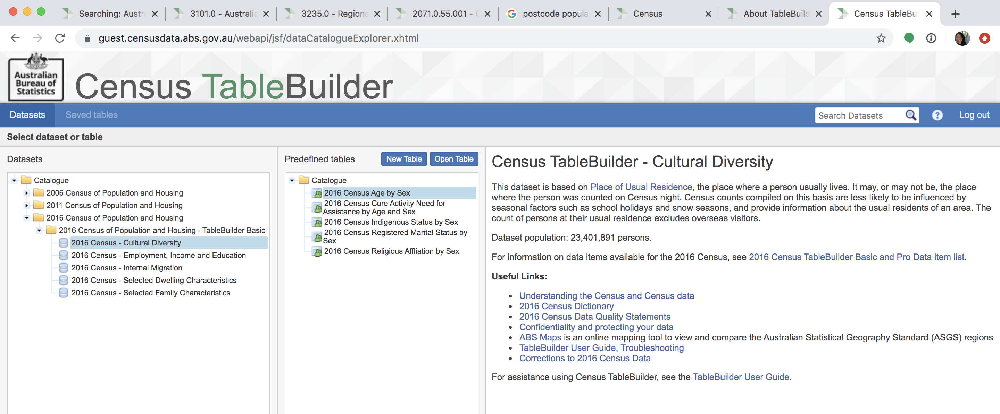 Searching: Austr
3101.0 - Australia
3235.0 - Regiona
2071.0.55.001 - C
postcode popula
Census
About TableBuild
Census TableBuil
guest.censusdata.abs.gov.au/webapi/jsf/dataCatalogueExplorer.xhtml
Australian
Bureau of
Statistics
Census TableBuilder
Datasets
Saved tables
Search Datasets
?
Log out
Select dataset or table
Datasets
Catalogue
2006 Census of Population and Housing
2011 Census of Population and Housing
2016 Census of Population and Housing
2016 Census of Population and Housing - TableBuilder Basic
2016 Census - Cultural Diversity
2016 Census - Employment, Income and Education
2016 Census - Internal Migration
2016 Census - Selected Dwelling Characteristics
2016 Census - Selected Family Characteristics
Predefined tables
New Table
Open Table
Catalogue
2016 Census Age by Sex
2016 Census Core Activity Need for
Assistance by Age and Sex
2016 Census Indigenous Status by Sex
2016 Census Registered Marital Status by
Sex
2016 Census Religious Affliation by Sex
Census TableBuilder - Cultural Diversity
This dataset is based on Place of Usual Residence, the place where a person usually lives. It may, or may not be, the place
where the person was counted on Census night. Census counts compiled on this basis are less likely to be influenced by
seasonal factors such as school holidays and snow seasons, and provide information about the usual residents of an area. The
count of persons at their usual residence excludes overseas visitors.
Dataset population: 23,401,891 persons.
For information on data items available for the 2016 Census, see 2016 Census TableBuilder Basic and Pro Data item list.
Useful Links:
• Understanding the Census and Census data
• 2016 Census Dictionary
• 2016 Census Data Quality Statements
• Confidentiality and protecting your data
• ABS Maps is an online mapping tool to view and compare the Australian Statistical Geography Standard (ASGS) regions
• TableBuilder User Guide, Troubleshooting
• Corrections to 2016 Census Data
For assistance using Census TableBuilder, see the TableBuilder User Guide.